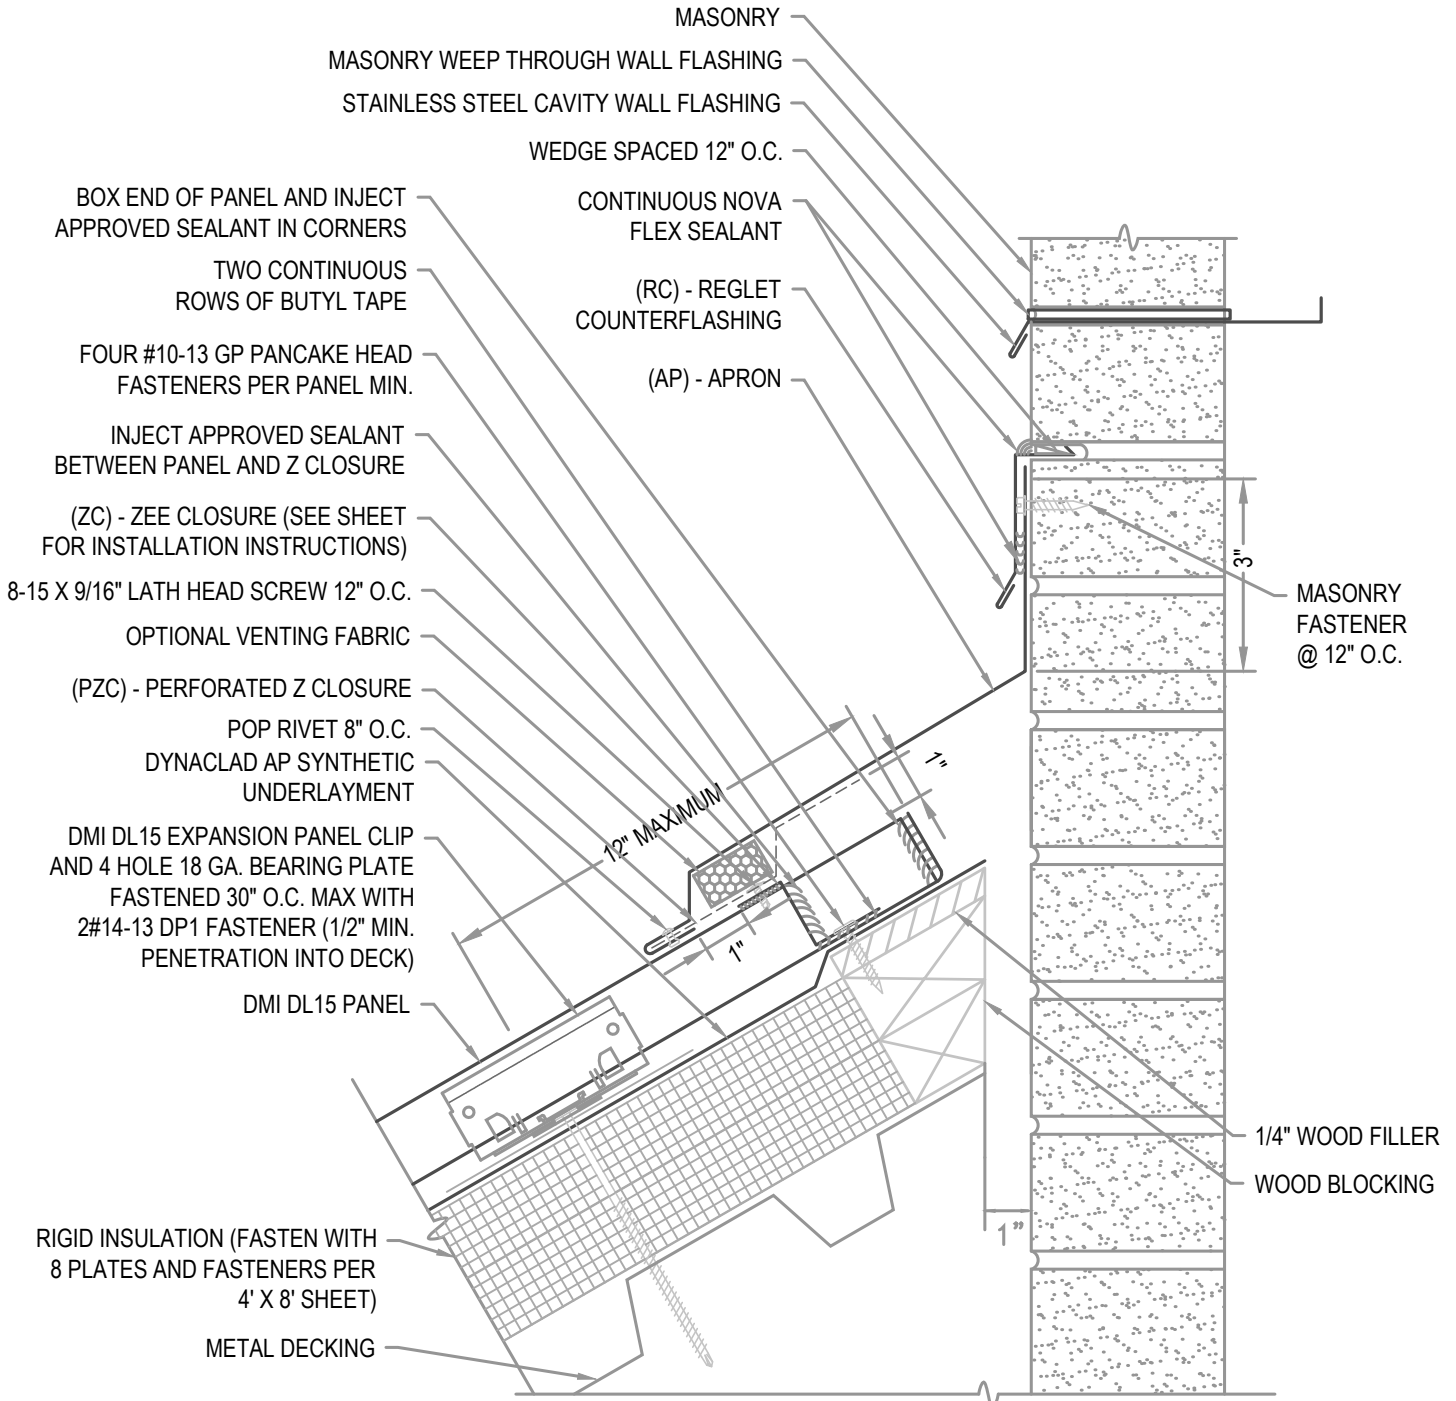 MASONRY
MASONRY WEEP THROUGH WALL FLASHING
STAINLESS STEEL CAVITY WALL FLASHING
WEDGE SPACED 12" O.C.
CONTINUOUS NOVA
FLEX SEALANT
(RC) - REGLET
COUNTERFLASHING
(AP) - APRON
BOX END OF PANEL AND INJECT
APPROVED SEALANT IN CORNERS
TWO CONTINUOUS
ROWS OF BUTYL TAPE
FOUR #10-13 GP PANCAKE HEAD
FASTENERS PER PANEL MIN.
INJECT APPROVED SEALANT
BETWEEN PANEL AND Z CLOSURE
(ZC) - ZEE CLOSURE (SEE SHEET
FOR INSTALLATION INSTRUCTIONS)
8-15 X 9/16" LATH HEAD SCREW 12" O.C.
OPTIONAL VENTING FABRIC
(PZC) - PERFORATED Z CLOSURE
POP RIVET 8" O.C.
DYNACLAD AP SYNTHETIC
UNDERLAYMENT
DMI DL15 EXPANSION PANEL CLIP
AND 4 HOLE 18 GA. BEARING PLATE
FASTENED 30" O.C. MAX WITH
2#14-13 DP1 FASTENER (1/2" MIN.
PENETRATION INTO DECK)
DMI DL15 PANEL
RIGID INSULATION (FASTEN WITH
8 PLATES AND FASTENERS PER
4' X 8' SHEET)
METAL DECKING
12" MAXIMUM
1"
1"
3"
MASONRY
FASTENER
@ 12" O.C.
1/4" WOOD FILLER
WOOD BLOCKING
1”